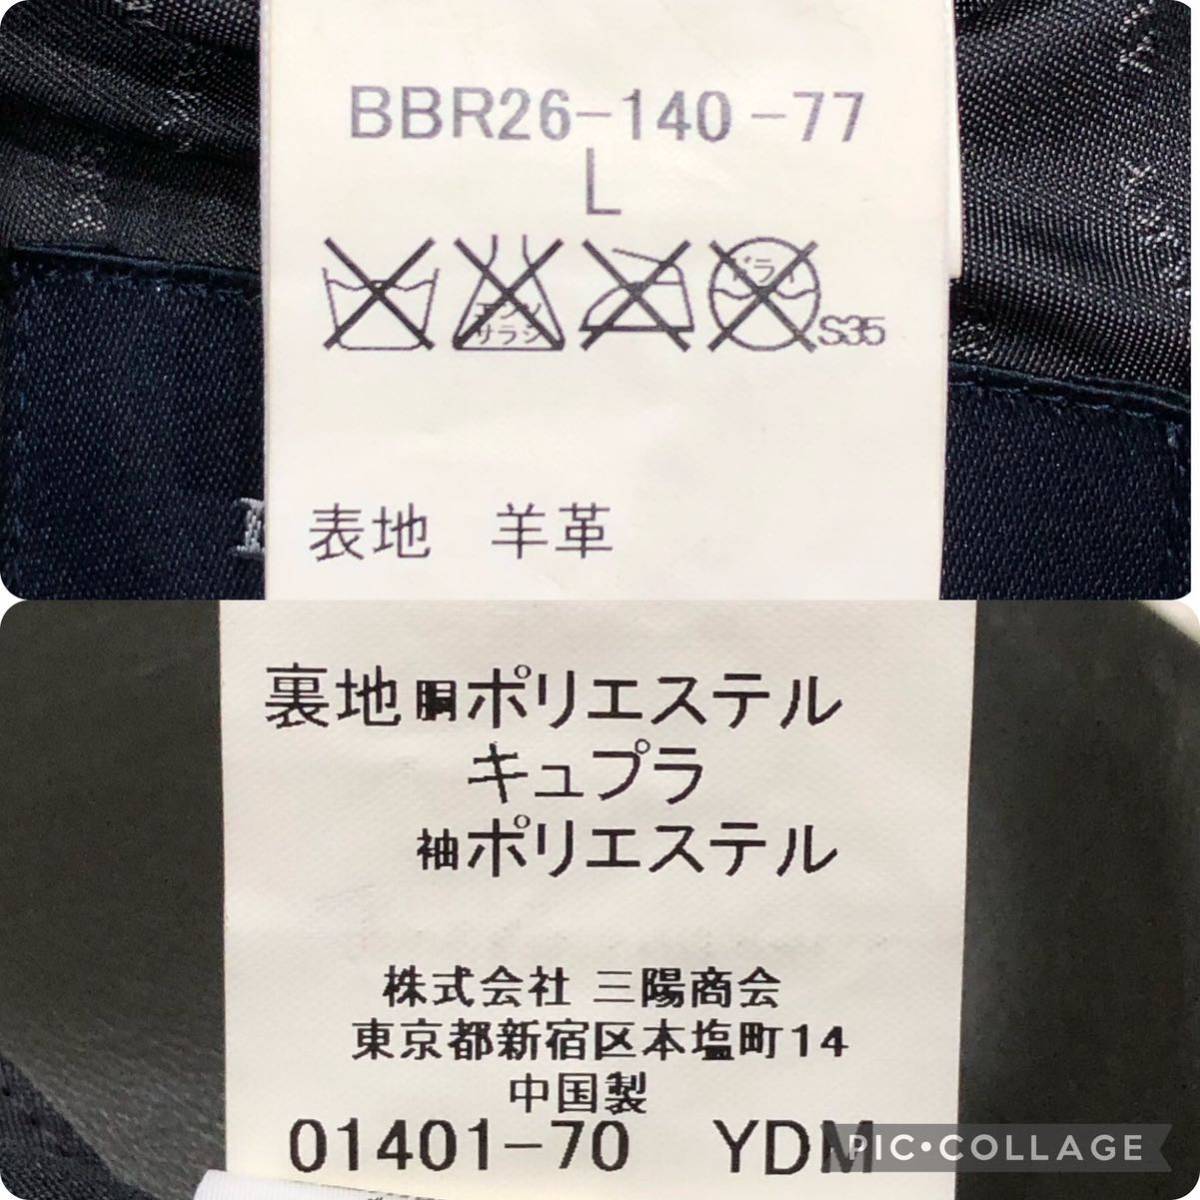 BBR26-140-77
L
エンソ
サラシ
ドライ
S35
表地 羊革
裏地 胴ポリエステル
キュプラ
袖ポリエステル
株式会社 三陽商会
東京都新宿区本塩町14
中国製
01401-70 YDM
PIC•COLLAGE